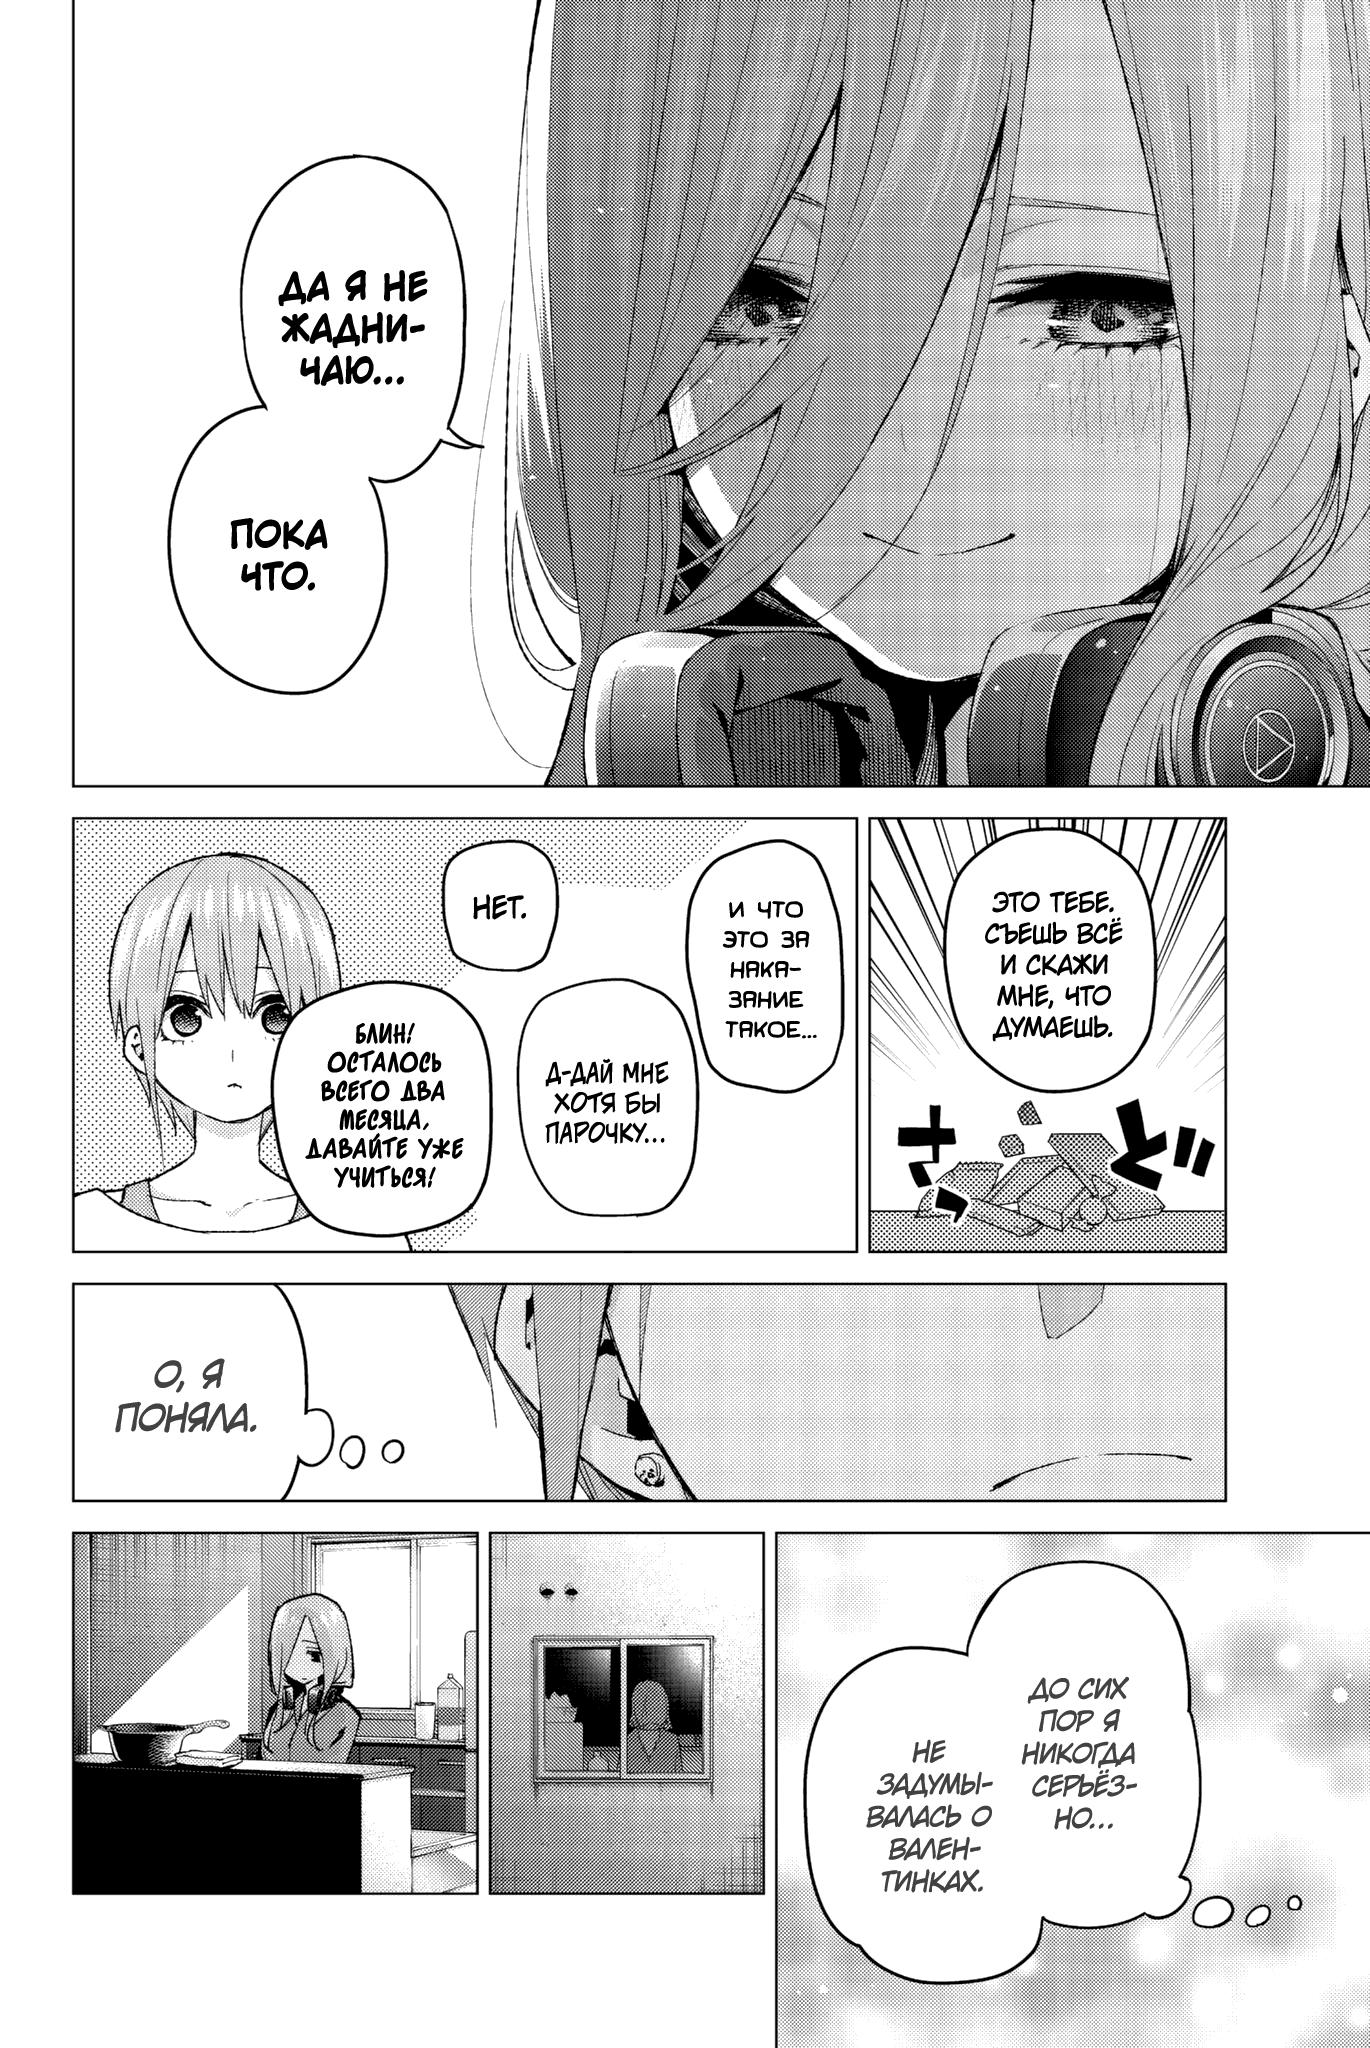 ДА Я НЕ
ЖАДНИ-
ЧАЮ...
ПОКА
ЧТО.
ЭТО ТЕБЕ.
СЪЕШЬ ВСЁ
И СКАЖИ
МНЕ, ЧТО
ДУМАЕШЬ.
どさっ
И ЧТО
ЭТО ЗА
НАКА-
ЗАНИЕ
ТАКОЕ...
Д-ДАЙ МНЕ
ХОТЯ БЫ
ПАРОЧКУ...
НЕТ.
БЛИН!
ОСТАЛОСЬ
ВСЕГО ДВА
МЕСЯЦА,
ДАВАЙТЕ УЖЕ
УЧИТЬСЯ!
О, Я
ПОНЯЛА.
ДО СИХ
ПОР Я
НИКОГДА
СЕРЬЁЗ-
НО...
НЕ
ЗАДУМЫ-
ВАЛАСЬ О
ВАЛЕН-
ТИНКАХ.